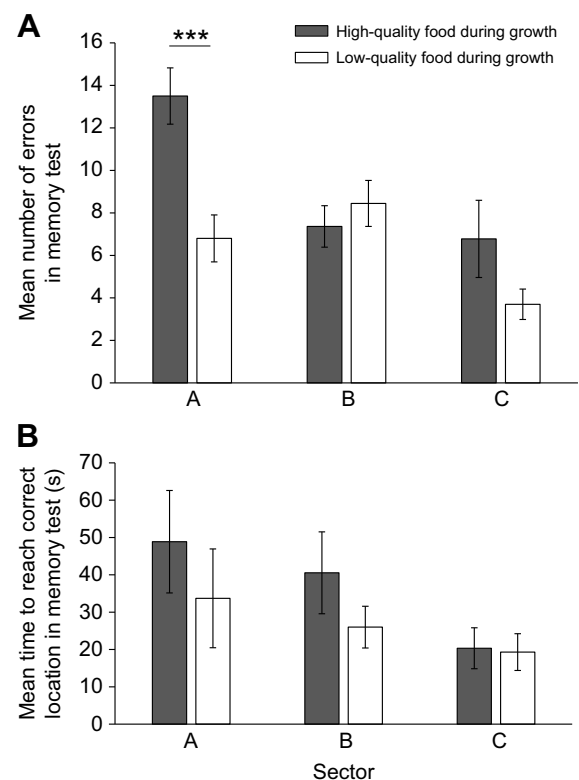 A
***
High-quality food during growth
Low-quality food during growth
Mean number of errors
in memory test
16
14
12
10
8
6
4
2
0
A B C
B
Mean time to reach correct
location in memory test (s)
70
60
50
40
30
20
10
0
A B C
Sector